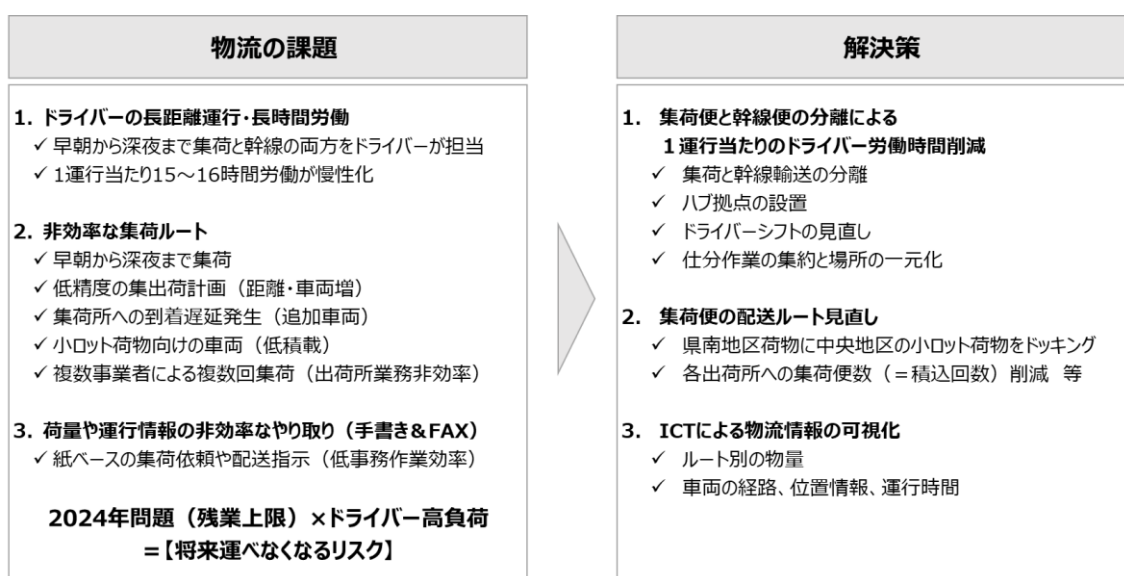 物流の課題
1. ドライバーの長距離運行・長時間労働
✓ 早朝から深夜まで集荷と幹線の両方をドライバーが担当
✓ 1運行当たり15～16時間労働が慢性化
2. 非効率な集荷ルート
✓ 早朝から深夜まで集荷
✓ 低精度の集出荷計画（距離・車両増）
✓ 集荷所への到着遅延発生（追加車両）
✓ 小ロット荷物向けの車両（低積載）
✓ 複数事業者による複数回集荷（出荷所業務非効率）
3. 荷量や運行情報の非効率なやり取り（手書き&FAX）
✓ 紙ベースの集荷依頼や配送指示（低事務作業効率）
2024年問題（残業上限）×ドライバー高負荷
=【将来運べなくなるリスク】
解決策
1. 集荷便と幹線便の分離による
１運行当たりのドライバー労働時間削減
✓ 集荷と幹線輸送の分離
✓ ハブ拠点の設置
✓ ドライバーシフトの見直し
✓ 仕分作業の集約と場所の一元化
2. 集荷便の配送ルート見直し
✓ 県南地区荷物に中央地区の小ロット荷物をドッキング
✓ 各出荷所への集荷便数（＝積込回数）削減　等
3. ICTによる物流情報の可視化
✓ ルート別の物量
✓ 車両の経路、位置情報、運行時間